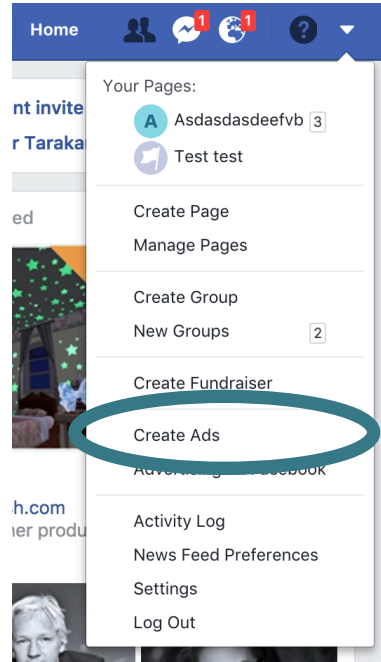 Home
1
1
?
Your Pages:
A Asdasdasdeefvb 3
Test test
Create Page
Manage Pages
Create Group
New Groups 2
Create Fundraiser
Create Ads
Activity Log
News Feed Preferences
Settings
Log Out
nt invite
r Taraka
ed
h.com
er produ